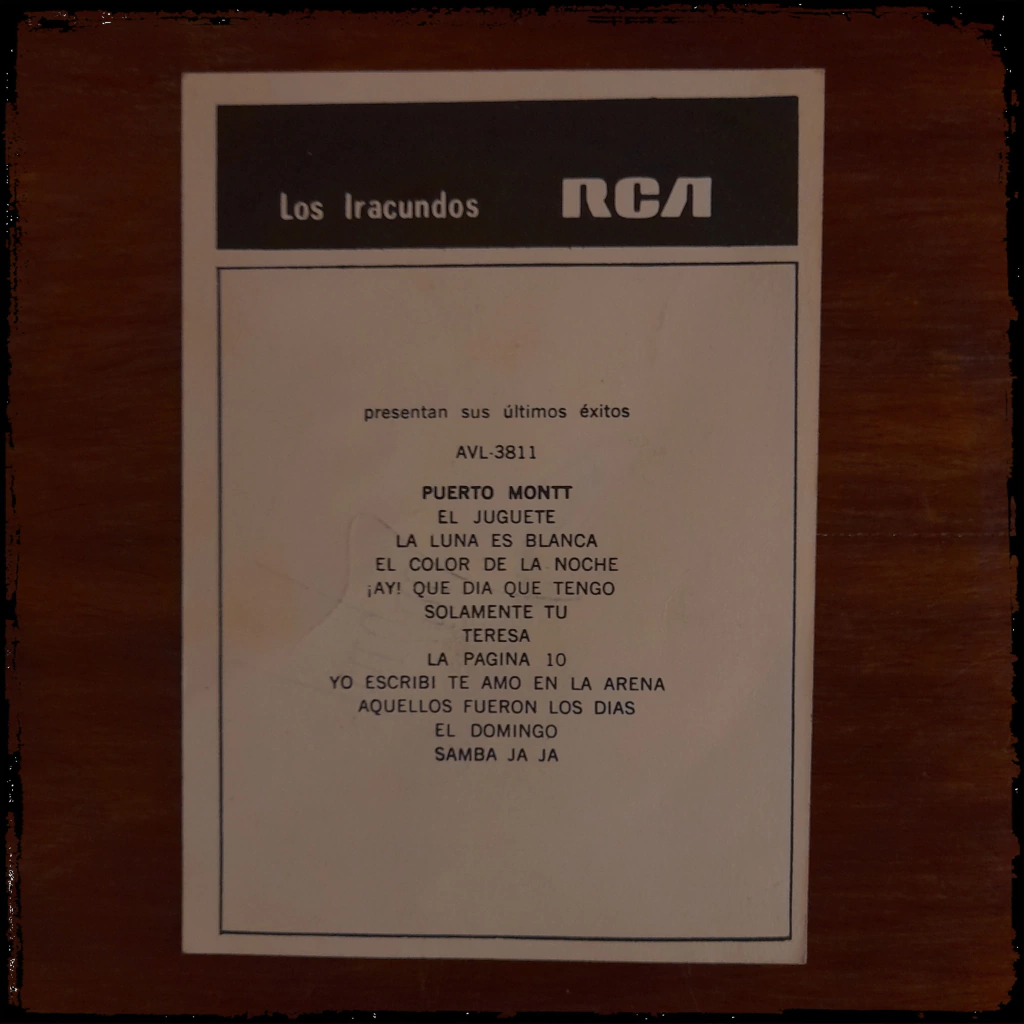 Los Iracundos RCA
presentan sus últimos éxitos
AVL-3811
PUERTO MONTT
EL JUGUETE
LA LUNA ES BLANCA
EL COLOR DE LA NOCHE
¡AY! QUE DIA QUE TENGO
SOLAMENTE TU
TERESA
LA PAGINA 10
YO ESCRIBI TE AMO EN LA ARENA
AQUELLOS FUERON LOS DIAS
EL DOMINGO
SAMBA JA JA